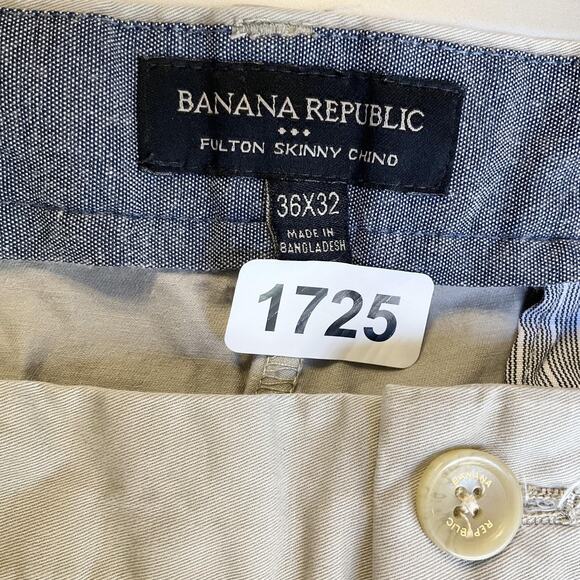 BANANA REPUBLIC
FULTON SKINNY CHINO
36X32
MADE IN
BANGLADESH
1725
BANANA
REPUBLIC